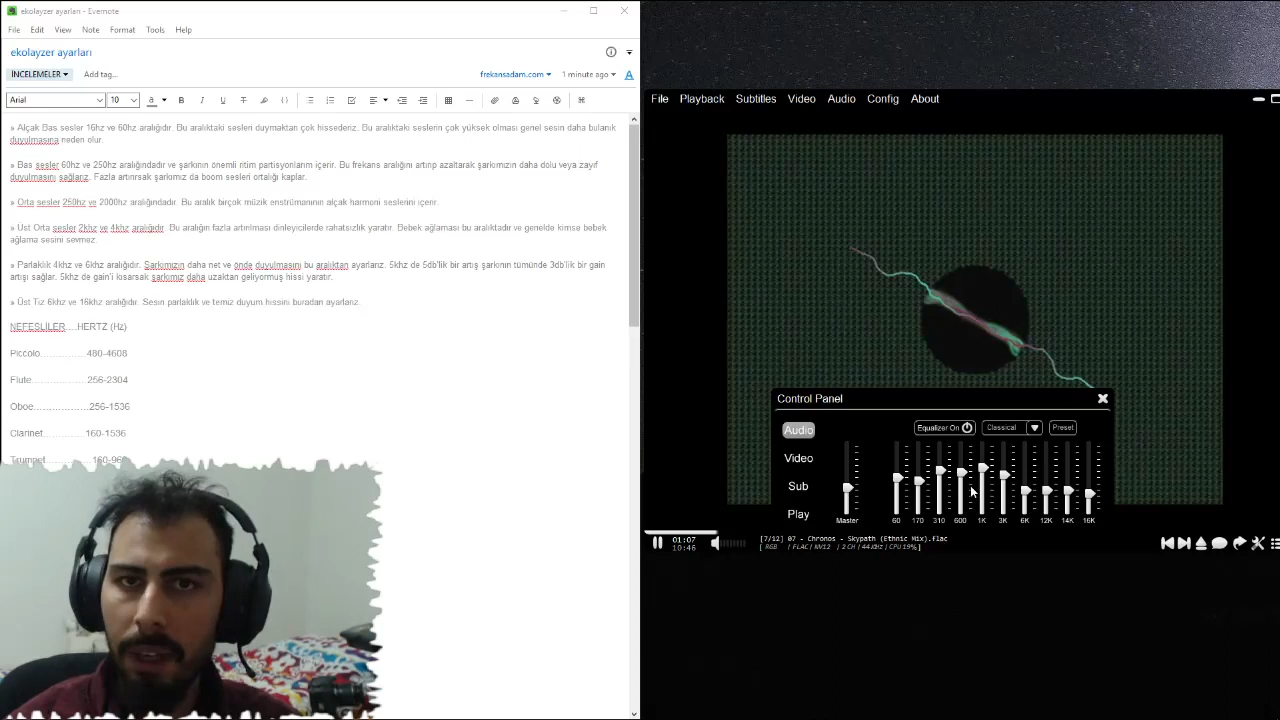 ekolayzer ayarları - Evernote
File Edit View Note Format Tools Help
ekolayzer ayarları
İNCELEMELER Add tag... frekansadam.com 1 minute ago
Arial 10
» Alçak Bas sesler 16hz ve 60hz aralığıdır. Bu aralıktaki sesleri duymaktan çok hissederiz. Bu aralıktaki seslerin çok yüksek olması genel sesin daha bulanık
duyulmasına neden olur.
» Bas sesler 60hz ve 250hz aralığındadır ve şarkının önemli ritim partisyonlarını içerir. Bu frekans aralığını artırıp azaltarak şarkımızın daha dolu veya zayıf
duyulmasını sağlarız. Fazla artırırsak şarkımız da boom sesleri ortalığı kaplar.
» Orta sesler 250hz ve 2000hz aralığındadır. Bu aralık birçok müzik enstrümanının alçak harmoni seslerini içerir.
» Üst Orta sesler 2khz ve 4khz aralığıdır. Bu aralığın fazla artırılması dinleyicilerde rahatsızlık yaratır. Bebek ağlaması bu aralıktadır ve genelde kimse bebek
ağlama sesini sevmez.
» Parlaklık 4khz ve 6khz aralığıdır. Şarkımızın daha net ve önde duyulmasını bu aralıktan ayarlarız. 5khz de 5db'lik bir artış şarkının tümünde 3db'lik bir gain
artışı sağlar. 5khz de gain'i kısarsak şarkımız daha uzaktan geliyormuş hissi yaratır.
» Üst Tiz 6khz ve 16khz aralığıdır. Sesin parlaklık ve temiz duyum hissini buradan ayarlarız.
NEFESLİLER....HERTZ (Hz)
Piccolo................480-4608
Flute...................256-2304
Oboe...................256-1536
Clarinet...............160-1536
Trumpet
File Playback Subtitles Video Audio Config About
Control Panel
Audio Equalizer On Classical Preset
Video
Sub
Play
Master 60 170 310 600 1K 3K 6K 12K 14K 16K
01:07 [7/12] 07 - Chronos - Skypath (Ethnic Mix).flac
10:46 [ RGB | FLAC/NV12 | 2 CH | 44 KHz | CPU 19% ]